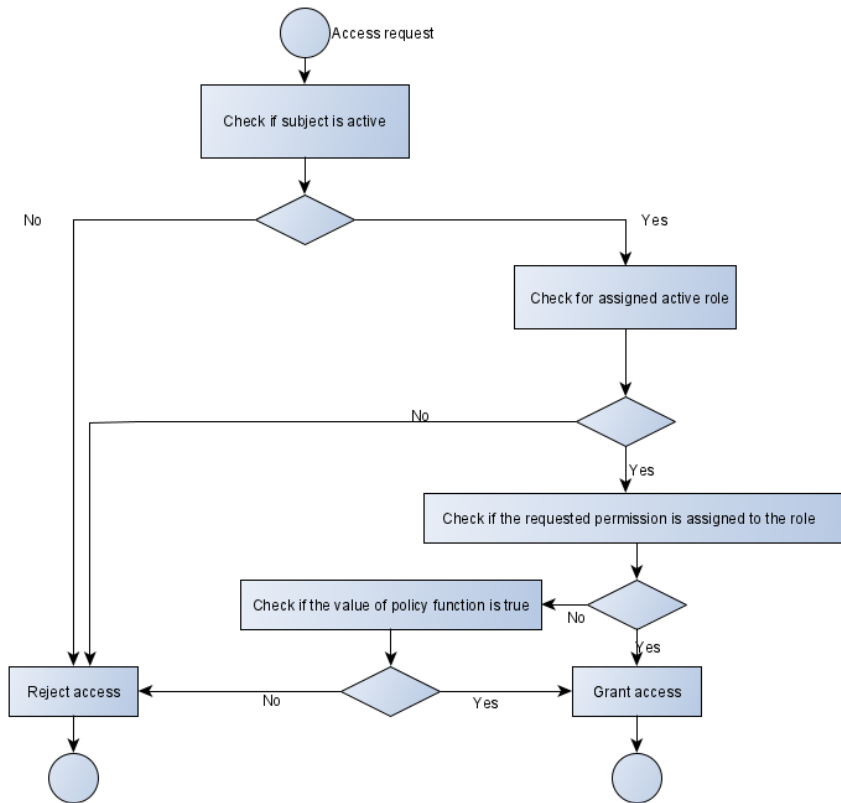 Access request
Check if subject is active
No
Yes
Check for assigned active role
No
Yes
Check if the requested permission is assigned to the role
Check if the value of policy function is true
No
Yes
Reject access
No
Yes
Grant access